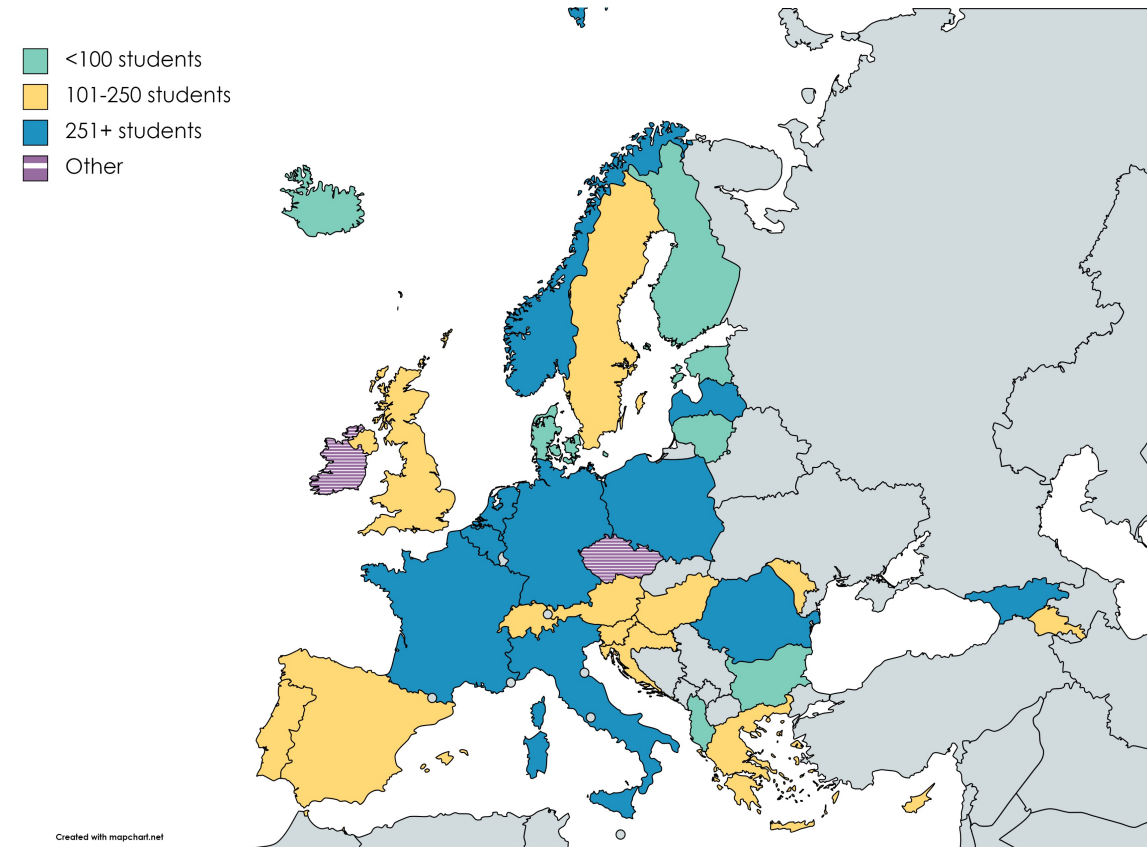 <100 students
101-250 students
251+ students
Other
Created with mapchart.net